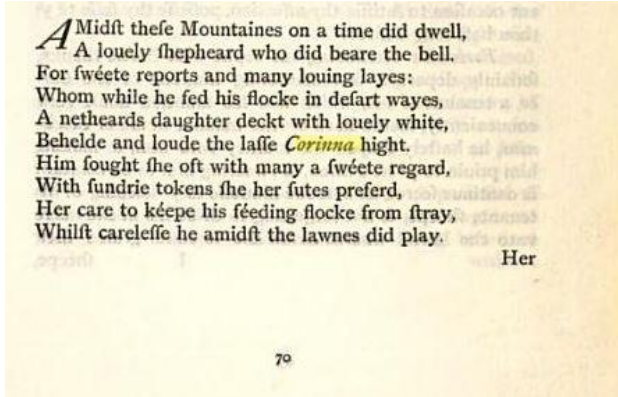 AMidſt theſe Mountaines on a time did dwell,
A louely ſhepheard who did beare the bell.
For ſwéete reports and many louing layes:
Whom while he fed his flocke in deſart wayes,
A netheards daughter deckt with louely white,
Behelde and loude the laſſe Corinna hight.
Him ſought ſhe oft with many a ſwéete regard,
With ſundrie tokens ſhe her ſutes preferd,
Her care to kéepe his féeding flocke from ſtray,
Whilſt careleſſe he amidſt the lawnes did play.
Her
70